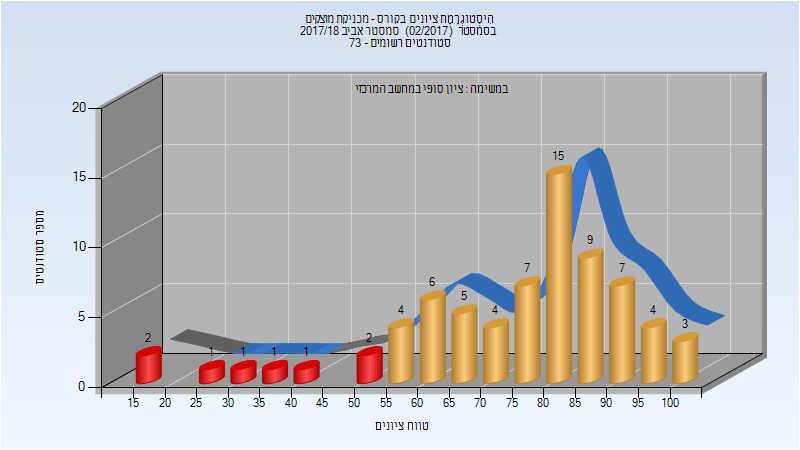 היסטוגרמת ציונים בקורס - מכניקת מוצקים
בסמסטר (02/2017) סמסטר אביב 2017/18
סטודנטים רשומים - 73
במשימה : ציון סופי במחשב המרכזי
20
15
10
5
0
מספר סטודנטים
2 1 1 1 1 2 4 6 5 4 7 15 9 7 4 3
15 20 25 30 35 40 45 50 55 60 65 70 75 80 85 90 95 100
טווח ציונים